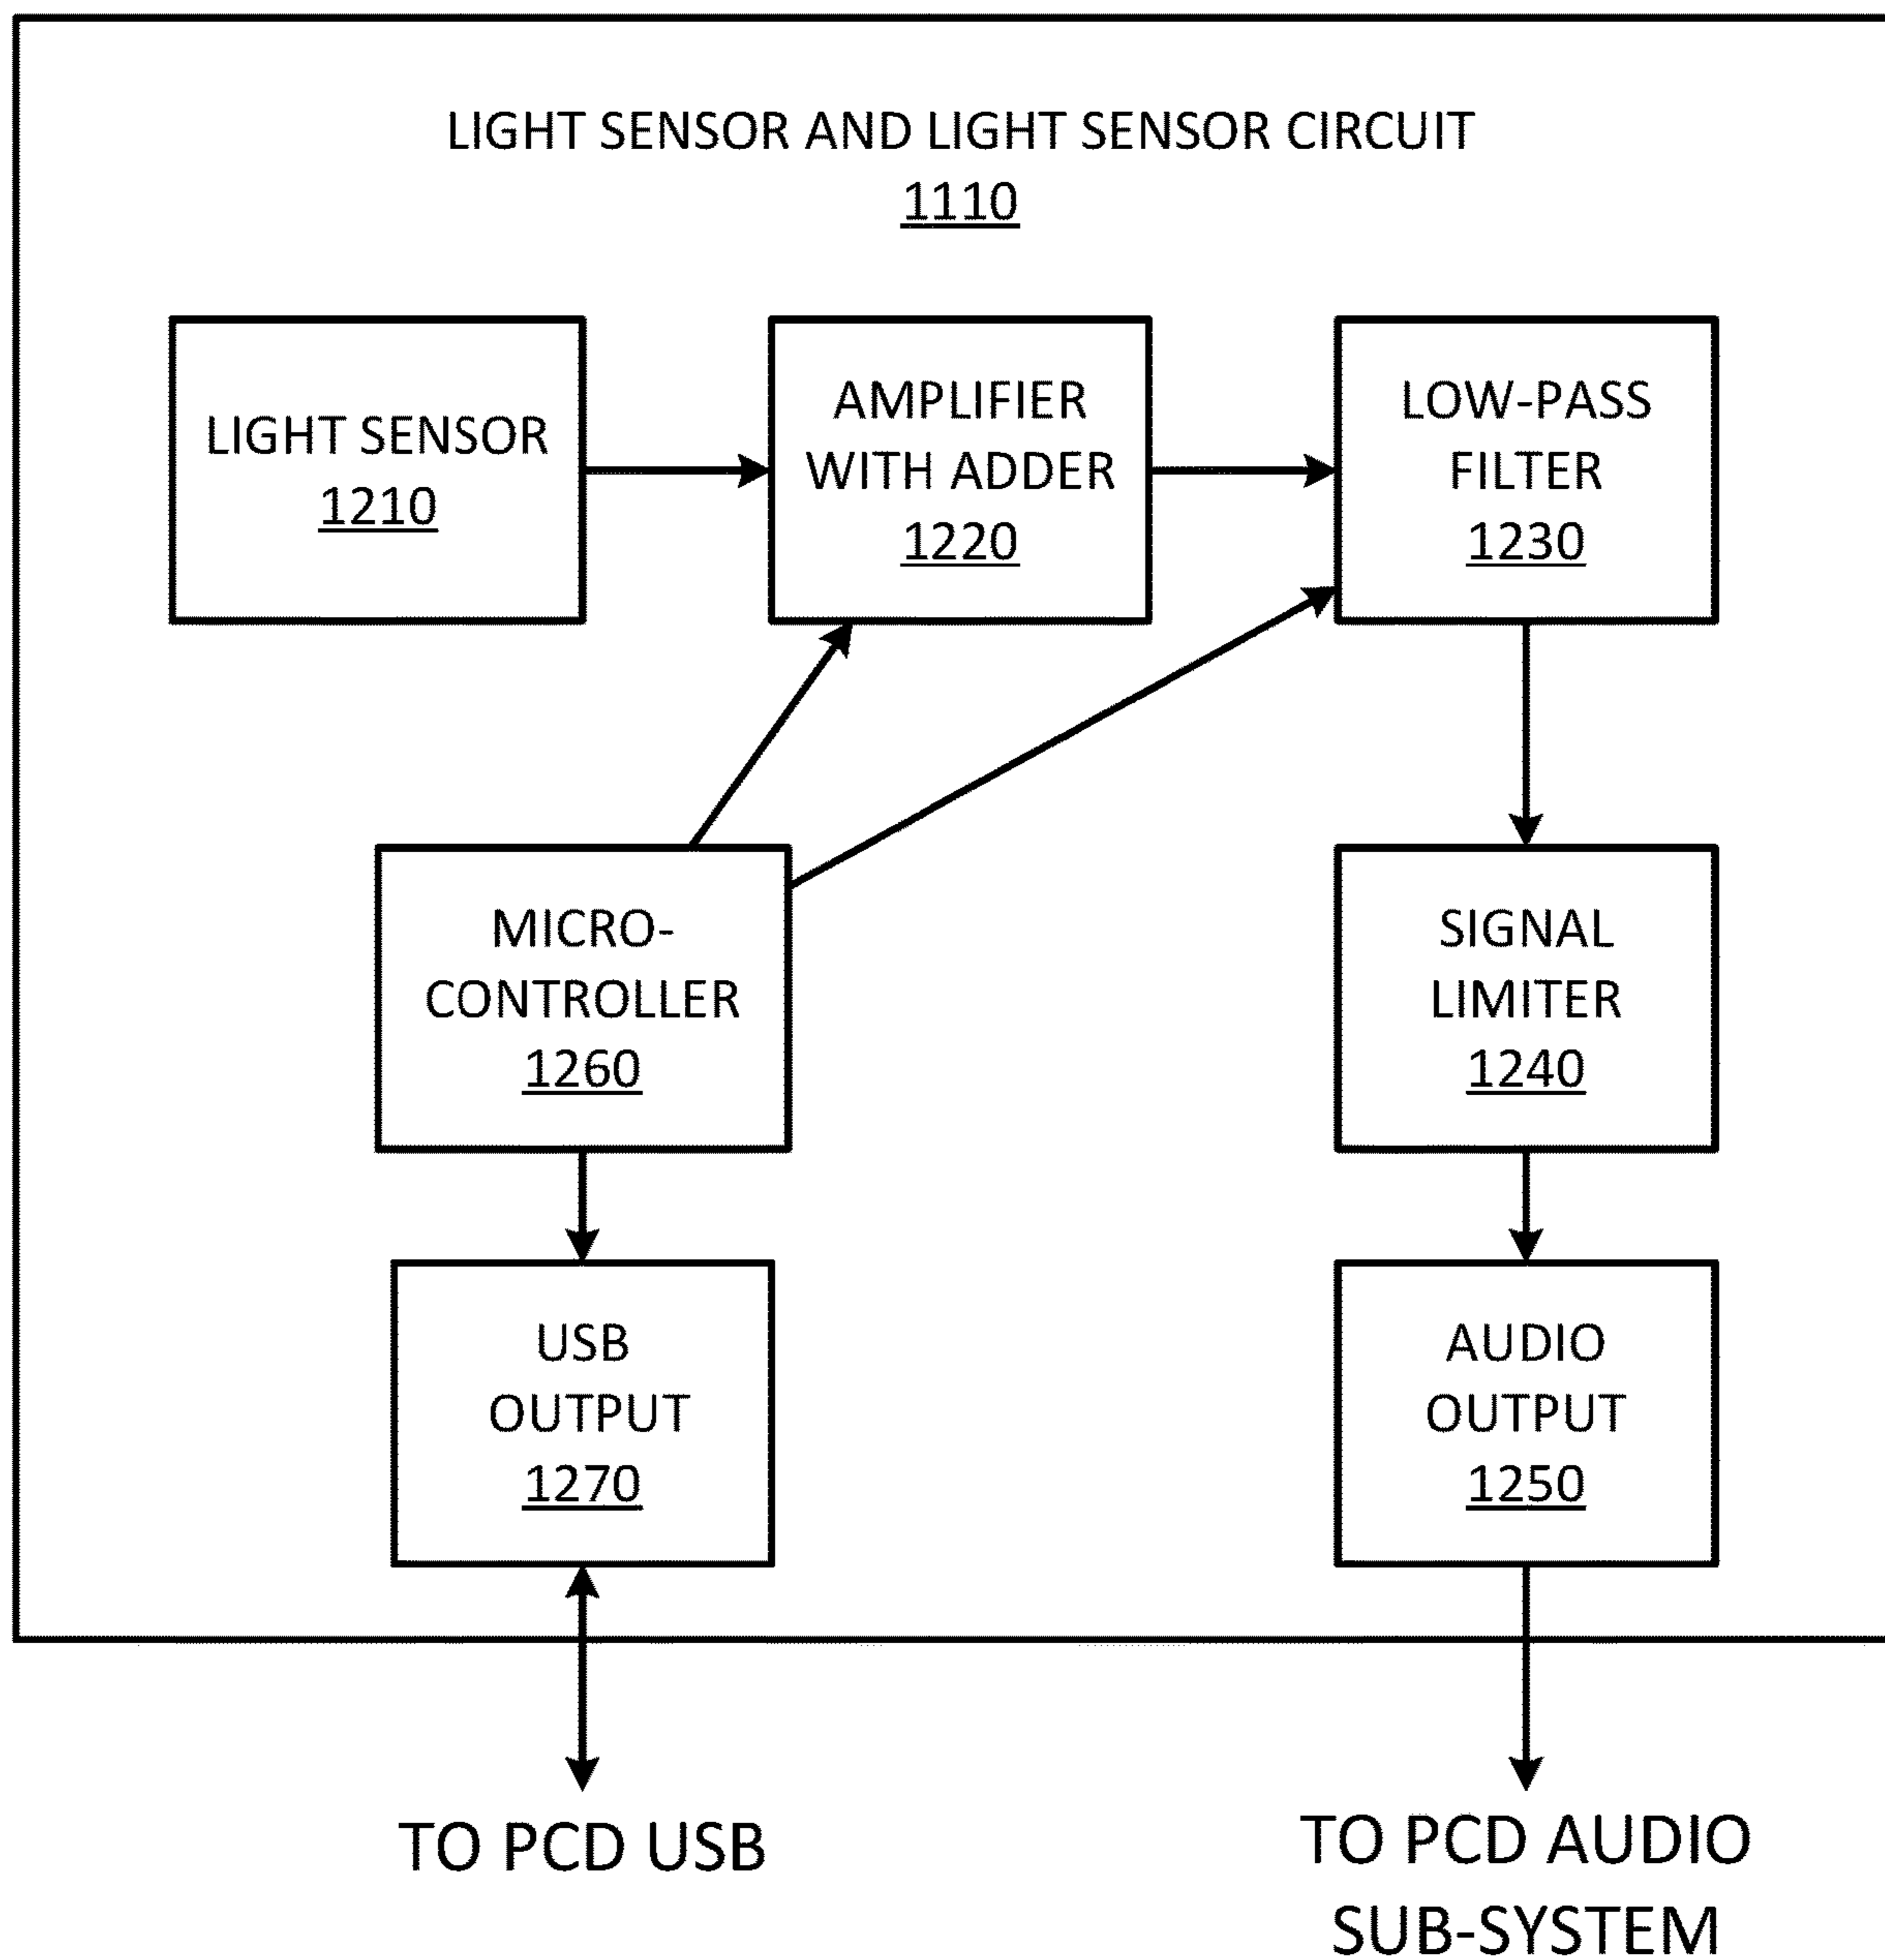 LIGHT SENSOR AND LIGHT SENSOR CIRCUIT
1110
LIGHT SENSOR
1210
AMPLIFIER
WITH ADDER
1220
LOW-PASS
FILTER
1230
MICRO-
CONTROLLER
1260
SIGNAL
LIMITER
1240
USB
OUTPUT
1270
AUDIO
OUTPUT
1250
TO PCD USB
TO PCD AUDIO
SUB-SYSTEM